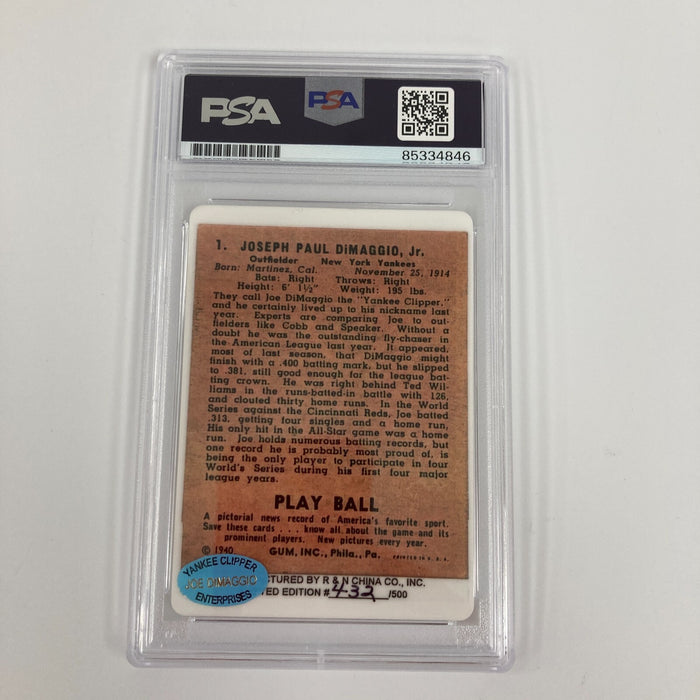 PSA
PSA
85334846
1. JOSEPH PAUL DiMAGGIO, Jr.
Outfielder New York Yankees
Born: Martinez, Cal. November 25, 1914
Bats: Right Throws: Right
Height: 6' 1½" Weight: 195 lbs.
They call Joe DiMaggio the "Yankee Clipper,"
and he certainly lived up to his nickname last
year. Experts are comparing Joe to out-
fielders like Cobb and Speaker. Without a
doubt he was the outstanding fly-chaser in
the American League last year. It appeared,
most of last season, that DiMaggio might
finish with a .400 batting mark, but he slipped
to .381, still good enough for the league bat-
ting crown. He was right behind Ted Wil-
liams in the runs-batted-in battle with 126,
and clouted thirty home runs. In the World
Series against the Cincinnati Reds, Joe batted
.313, getting four singles and a home run,
His only hit in the All-Star game was a home
run. Joe holds numerous batting records, but
one record he is probably most proud of, is
being the only player to participate in four
World's Series during his first four major
league years.
PLAY BALL
A pictorial news record of America's favorite sport.
Save these cards . . . know all about the game and its
prominent players. New pictures every year.
© 1940 GUM, INC., Phila., Pa. PRINTED IN U. S. A.
YANKEE CLIPPER
JOE DIMAGGIO
ENTERPRISES
CTURED BY R & N CHINA CO., INC.
ED EDITION # 432 /500